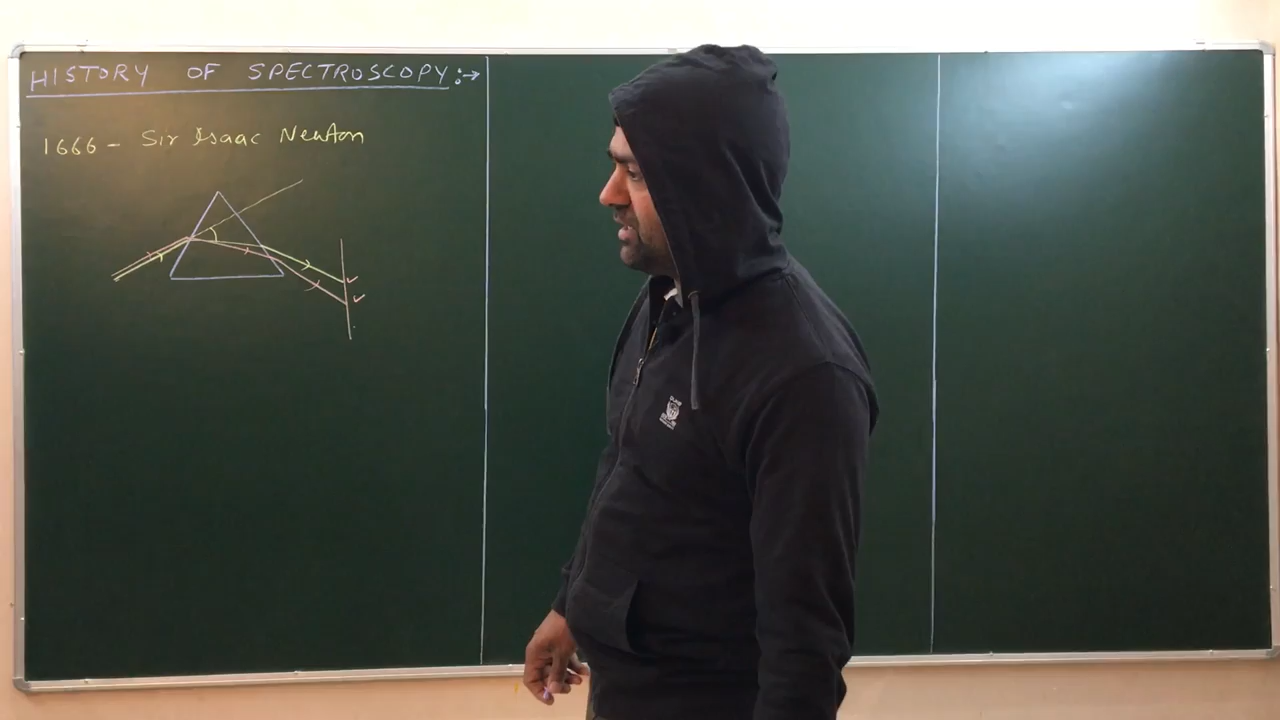 HISTORY OF SPECTROSCOPY :→
1666 - Sir Isaac Newton